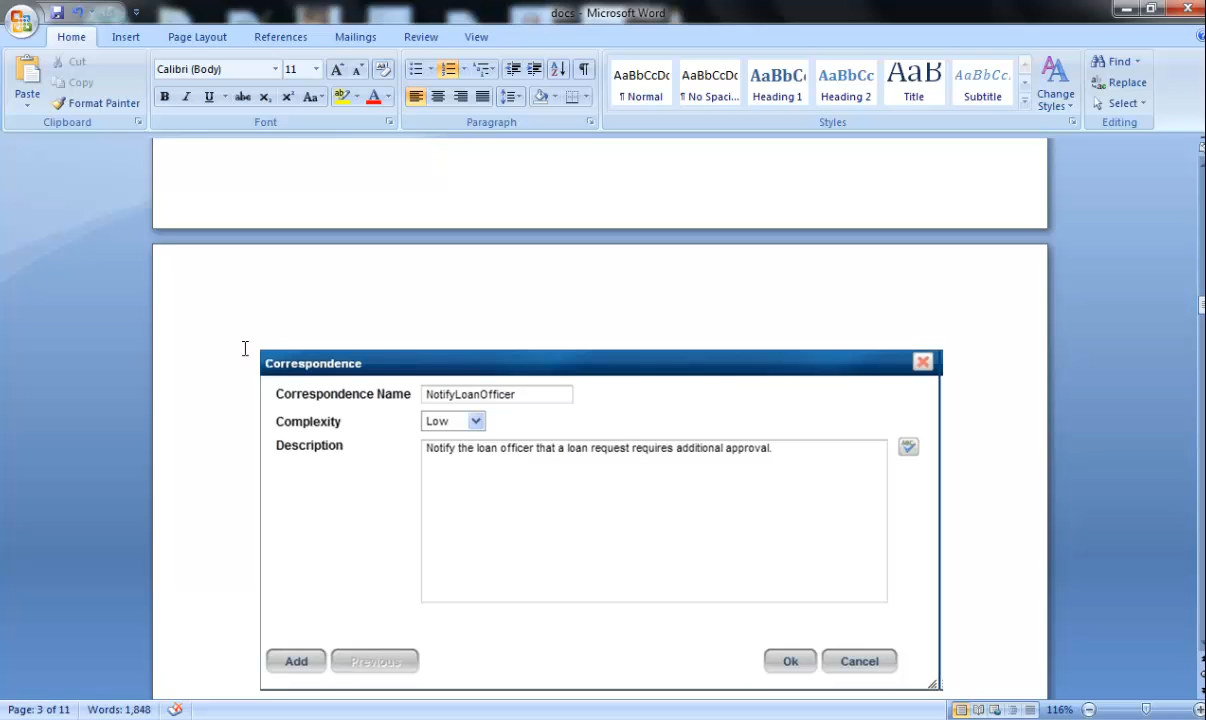 docs - Microsoft Word
Home Insert Page Layout References Mailings Review View
Paste
Cut
Copy
Format Painter
Clipboard
Calibri (Body) 11
Font
Paragraph
AaBbCcDc AaBbCcDc AaBbC AaBbCc AaB AaBbCc.
¶ Normal ¶ No Spaci... Heading 1 Heading 2 Title Subtitle
Change
Styles
Styles
Find
Replace
Select
Editing
Correspondence
Correspondence Name NotifyLoanOfficer
Complexity Low
Description Notify the loan officer that a loan request requires additional approval.
Add Previous Ok Cancel
Page: 3 of 11 Words: 1,848 116%